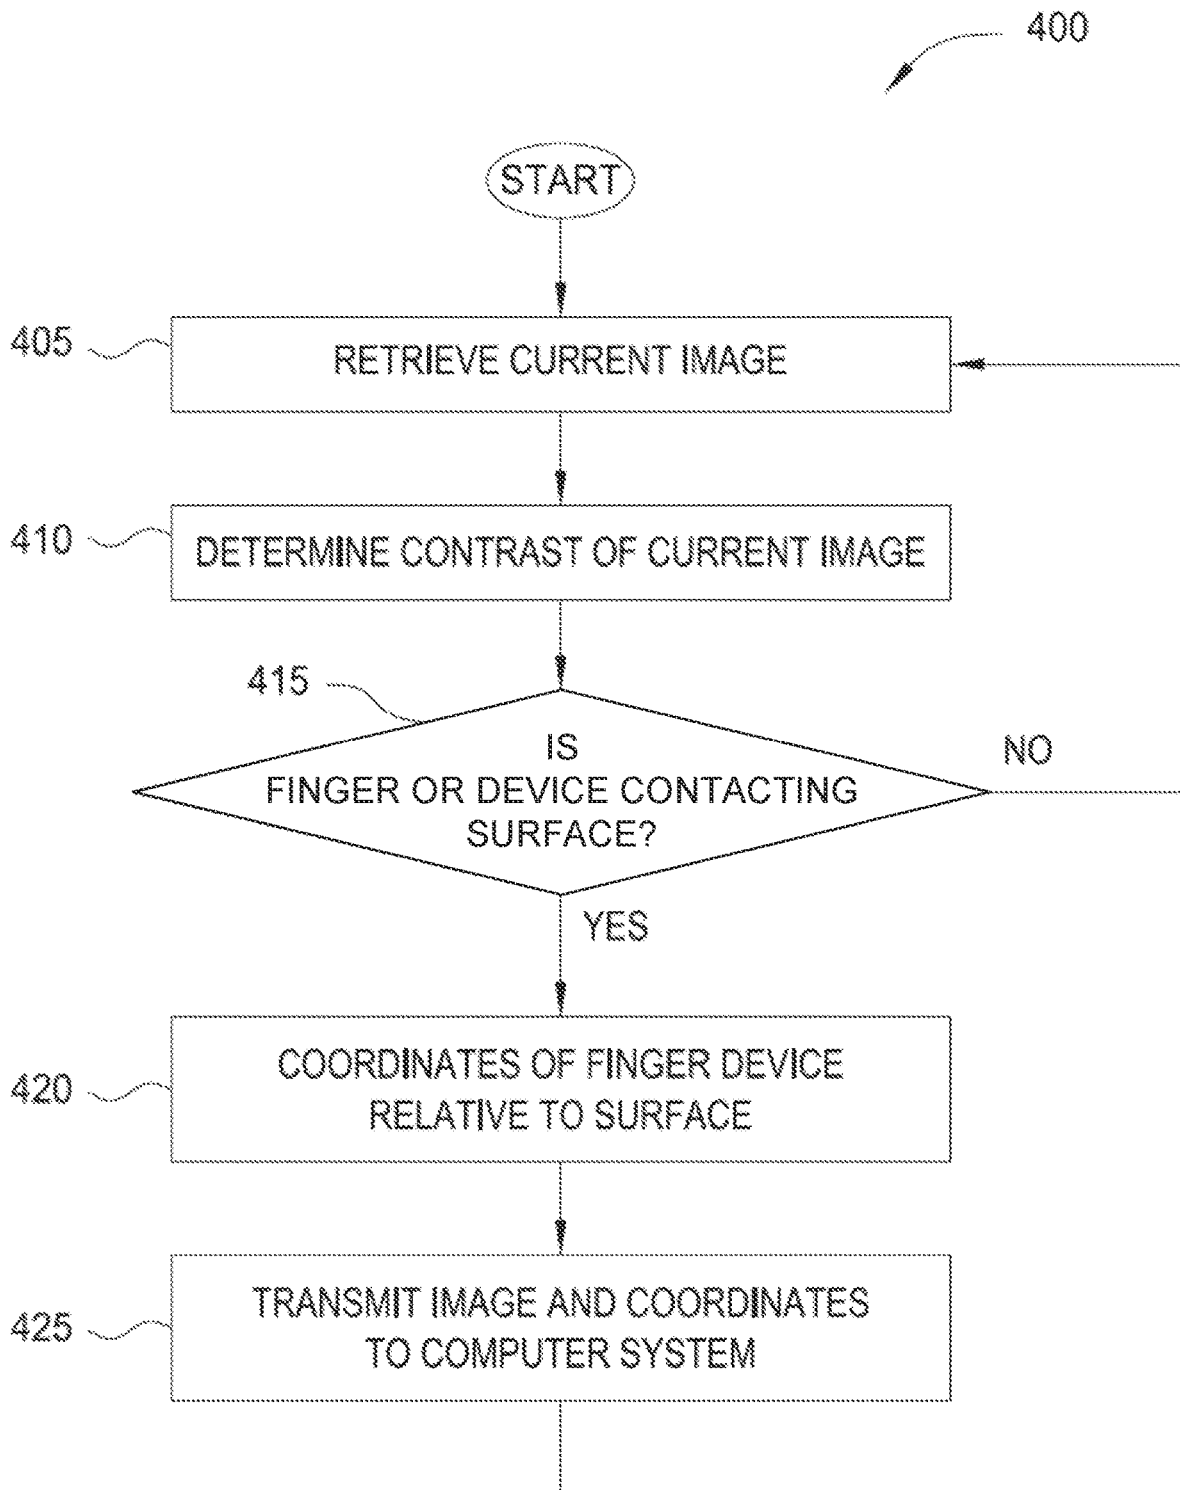 400
START
405
RETRIEVE CURRENT IMAGE
410
DETERMINE CONTRAST OF CURRENT IMAGE
415
IS
FINGER OR DEVICE CONTACTING
SURFACE?
NO
YES
420
COORDINATES OF FINGER DEVICE
RELATIVE TO SURFACE
425
TRANSMIT IMAGE AND COORDINATES
TO COMPUTER SYSTEM